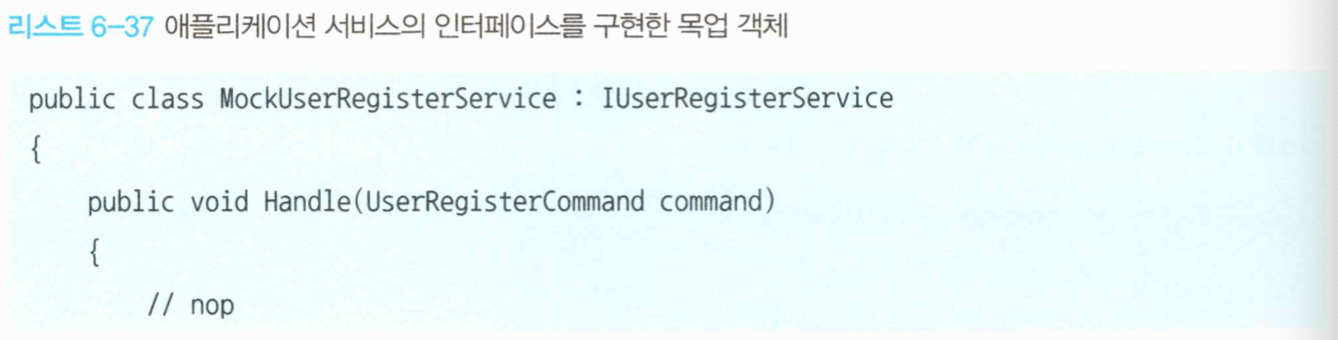 리스트 6-37 애플리케이션 서비스의 인터페이스를 구현한 목업 객체
public class MockUserRegisterService : IUserRegisterService
{
    public void Handle(UserRegisterCommand command)
    {
        // nop